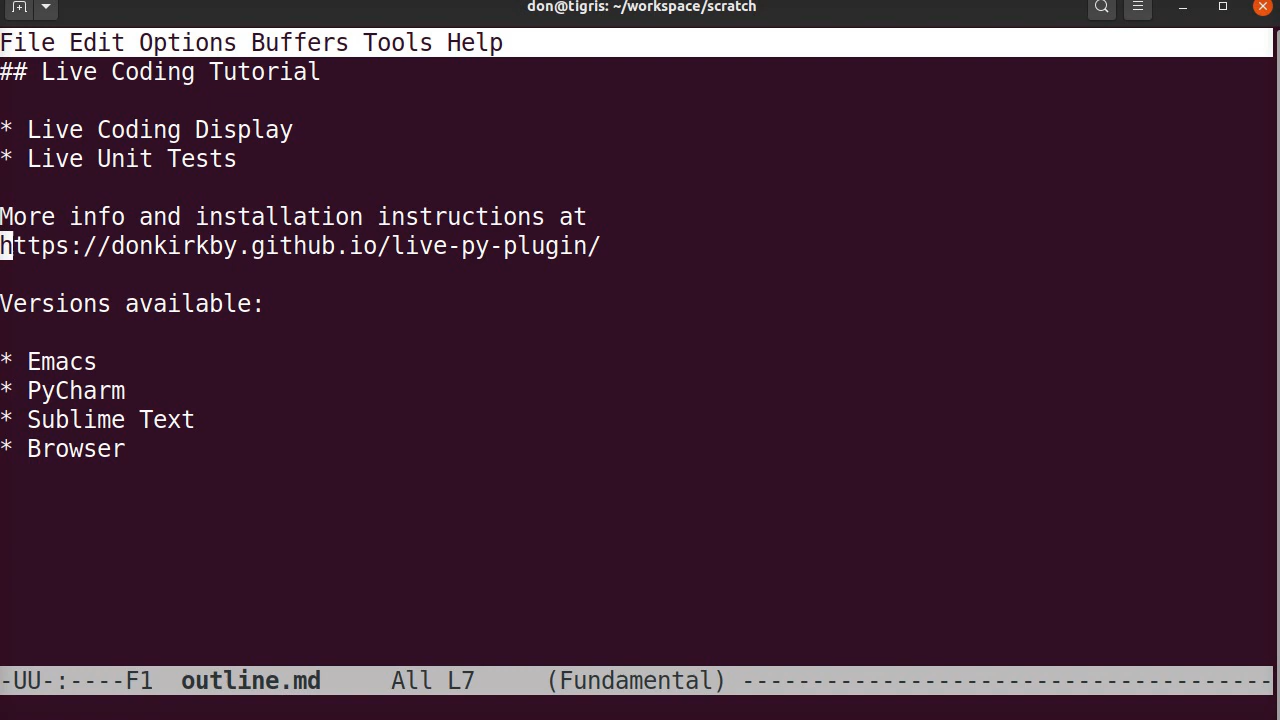 don@tigris: ~/workspace/scratch
File Edit Options Buffers Tools Help
## Live Coding Tutorial
* Live Coding Display
* Live Unit Tests
More info and installation instructions at
https://donkirkby.github.io/live-py-plugin/
Versions available:
* Emacs
* PyCharm
* Sublime Text
* Browser
-UU-:----F1  outline.md     All L7     (Fundamental) --------------------------------------